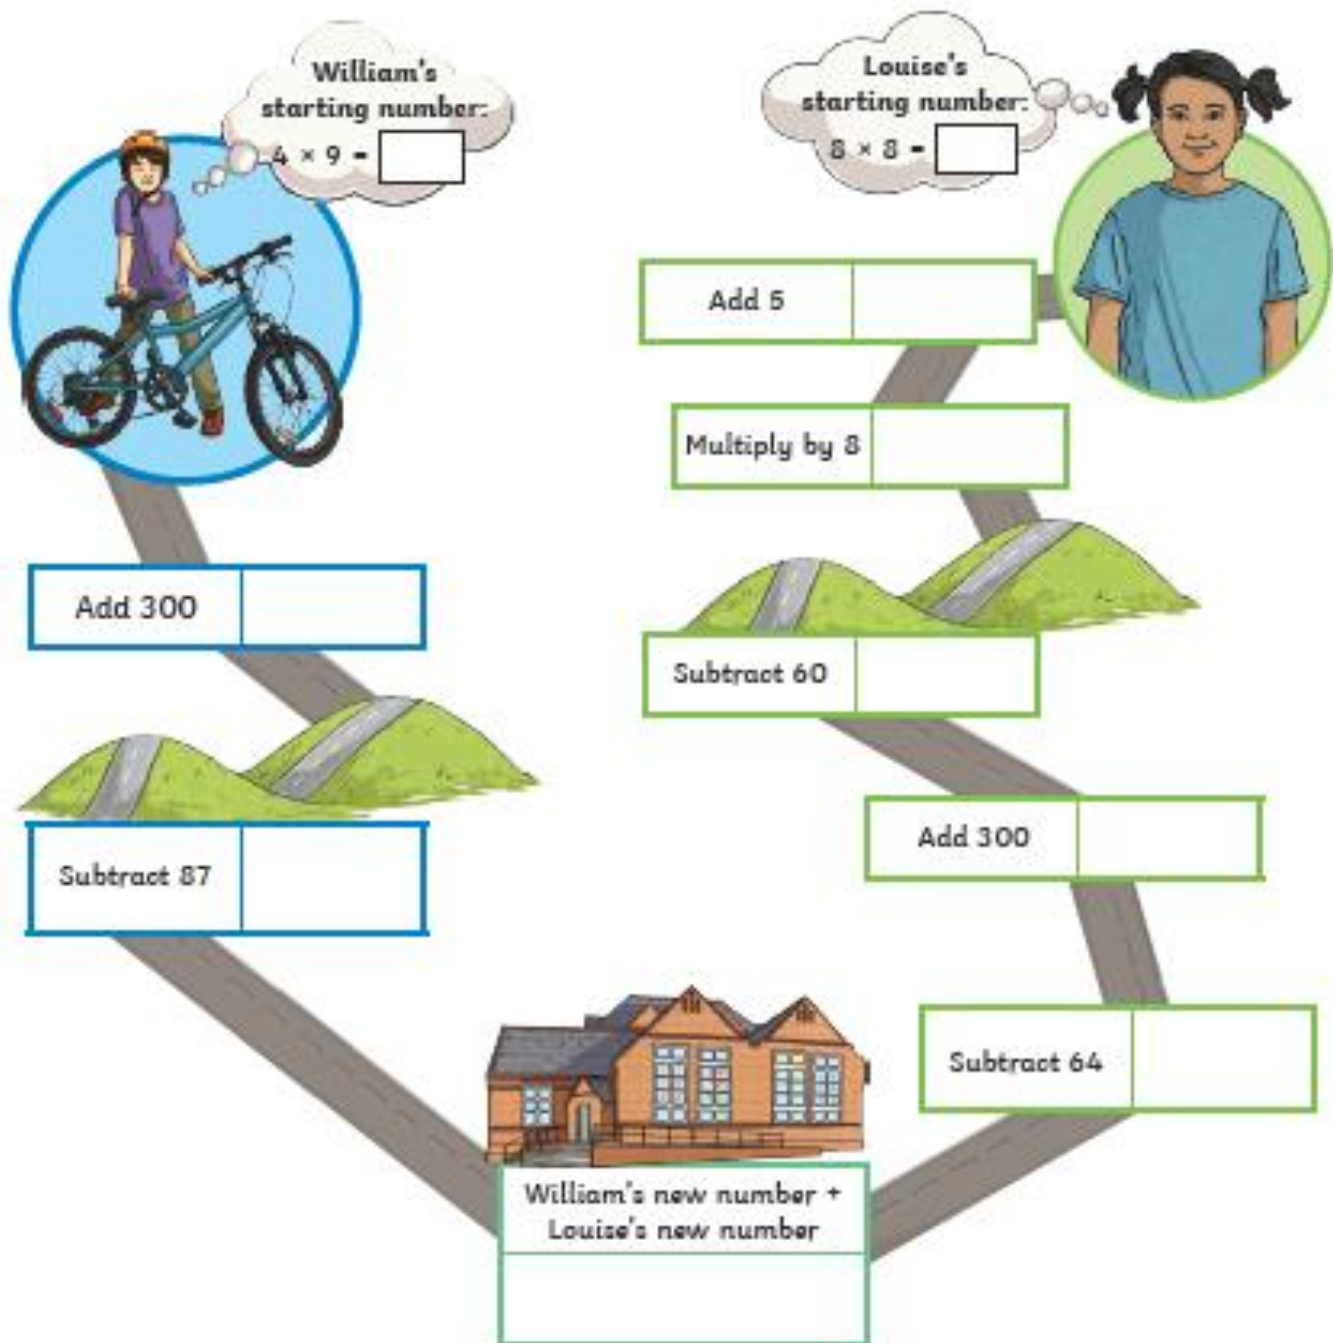 William's
starting number:
4 × 9 =
Louise's
starting number:
8 × 8 =
Add 5
Multiply by 8
Subtract 60
Add 300
Subtract 64
Add 300
Subtract 87
William's new number +
Louise's new number